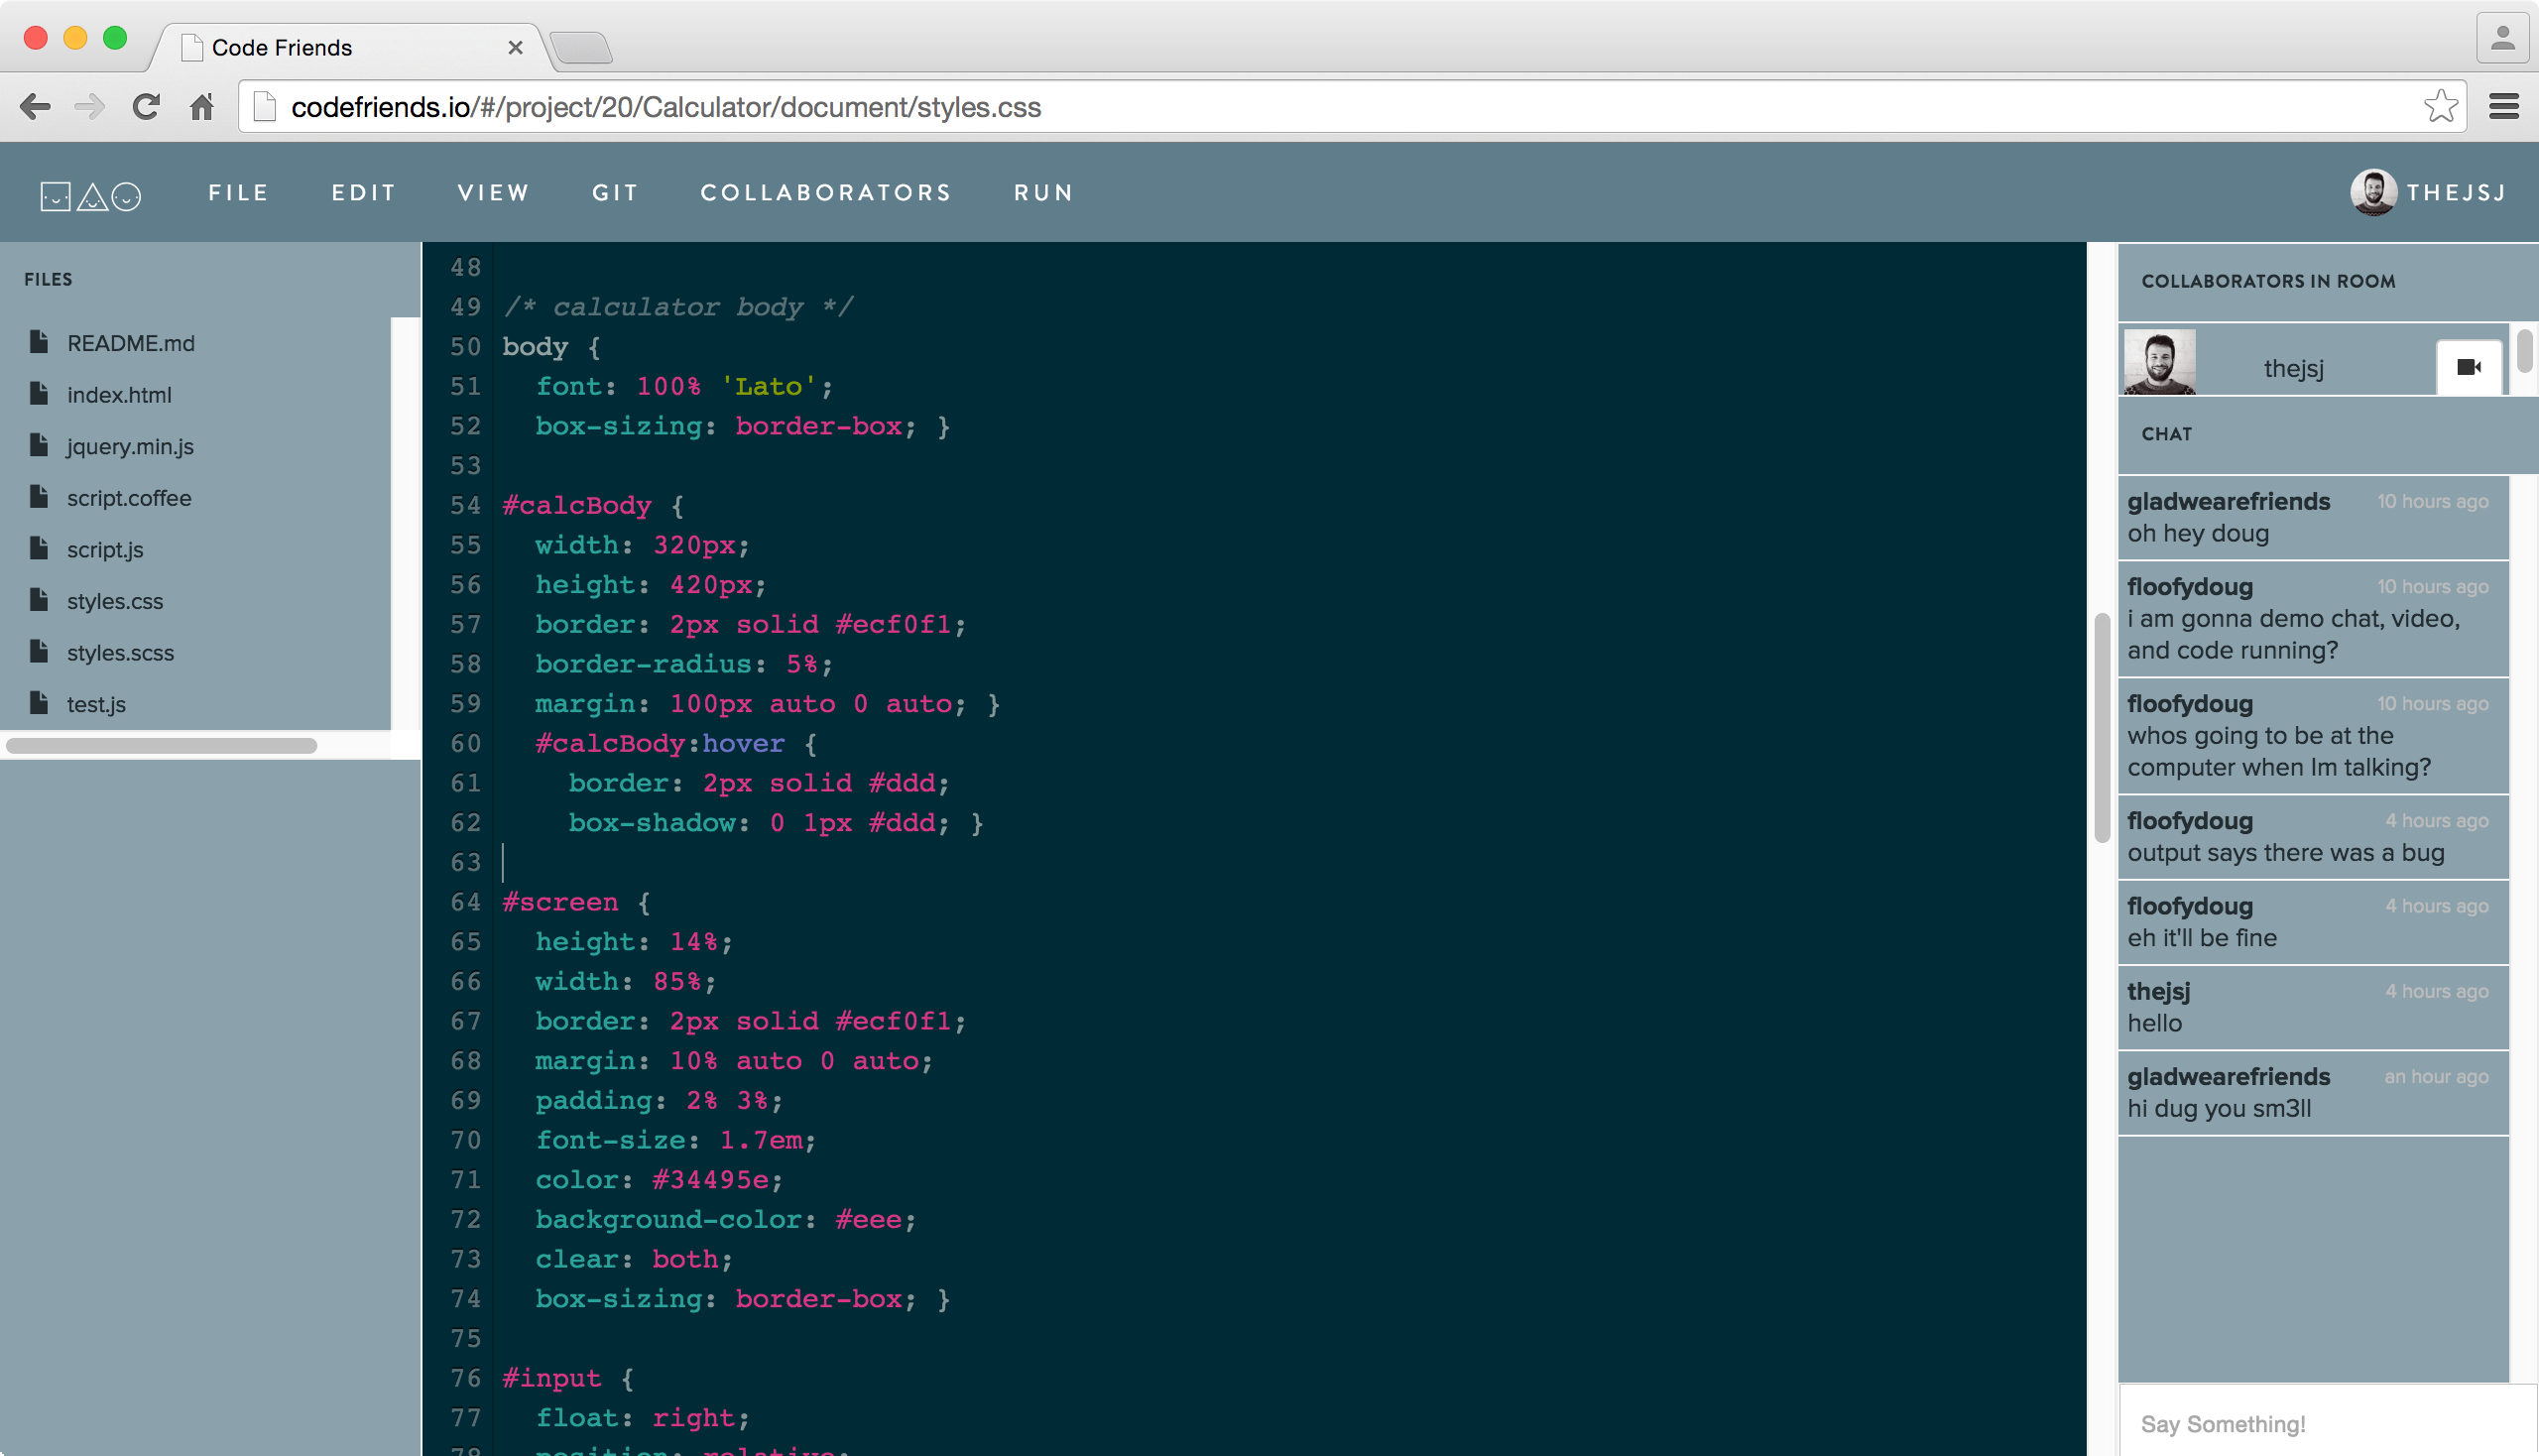 Code Friends
codefriends.io/#/project/20/Calculator/document/styles.css
FILE EDIT VIEW GIT COLLABORATORS RUN THEJSJ
FILES
README.md
index.html
jquery.min.js
script.coffee
script.js
styles.css
styles.scss
test.js
48
49 /* calculator body */
50 body {
51 font: 100% 'Lato';
52 box-sizing: border-box; }
53
54 #calcBody {
55 width: 320px;
56 height: 420px;
57 border: 2px solid #ecf0f1;
58 border-radius: 5%;
59 margin: 100px auto 0 auto; }
60 #calcBody:hover {
61 border: 2px solid #ddd;
62 box-shadow: 0 1px #ddd; }
63
64 #screen {
65 height: 14%;
66 width: 85%;
67 border: 2px solid #ecf0f1;
68 margin: 10% auto 0 auto;
69 padding: 2% 3%;
70 font-size: 1.7em;
71 color: #34495e;
72 background-color: #eee;
73 clear: both;
74 box-sizing: border-box; }
75
76 #input {
77 float: right;
78 position: relative;
COLLABORATORS IN ROOM
thejsj
CHAT
gladwearefriends 10 hours ago
oh hey doug
floofydoug 10 hours ago
i am gonna demo chat, video,
and code running?
floofydoug 10 hours ago
whos going to be at the
computer when Im talking?
floofydoug 4 hours ago
output says there was a bug
floofydoug 4 hours ago
eh it'll be fine
thejsj 4 hours ago
hello
gladwearefriends an hour ago
hi dug you sm3ll
Say Something!